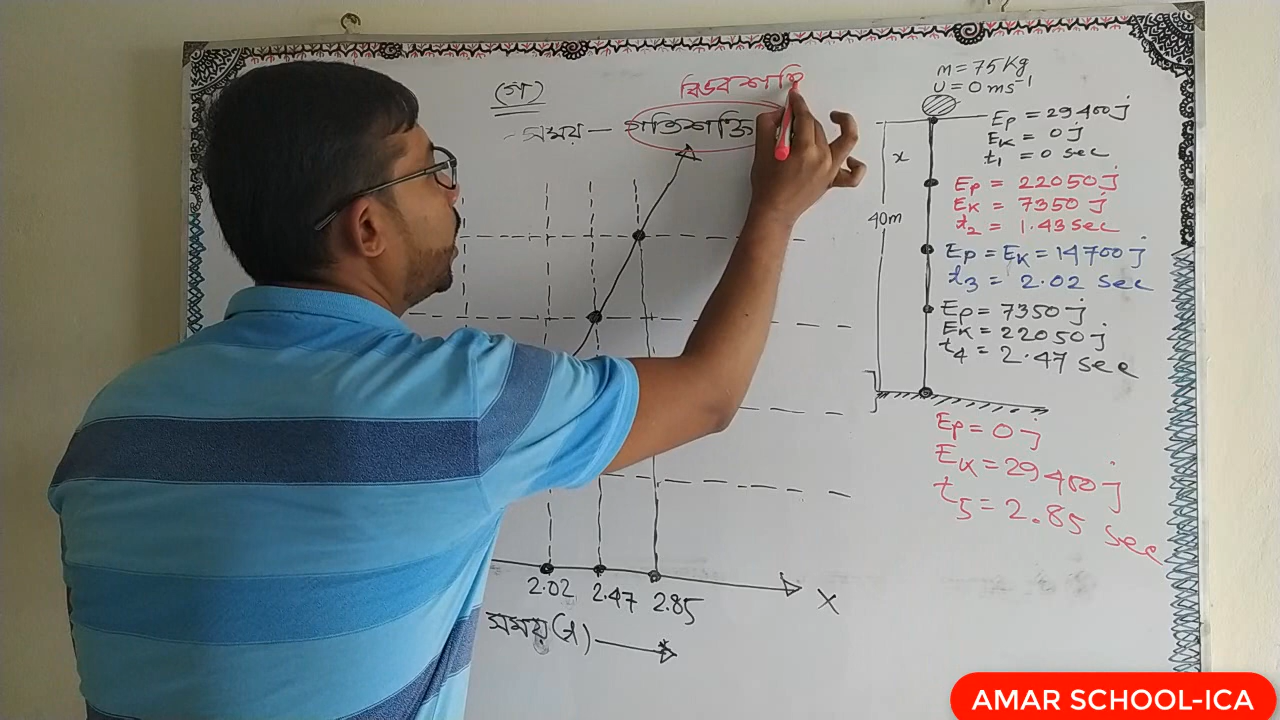 (গ)
বিভবশক্তি
- সময় — গতিশক্তি
m = 75 Kg
u = 0 ms⁻¹
Ep = 29400 j
Ek = 0 j
t₁ = 0 sec
x
Ep = 22050 j
Ek = 7350 j
t₂ = 1.43 sec
40m
Ep = Ek = 14700 j
t₃ = 2.02 sec
Ep = 7350 j
Ek = 22050 j
t₄ = 2.47 sec
Ep = 0 j
Ek = 29400 j
t₅ = 2.85 sec
2.02 2.47 2.85
X
সময়
AMAR SCHOOL-ICA